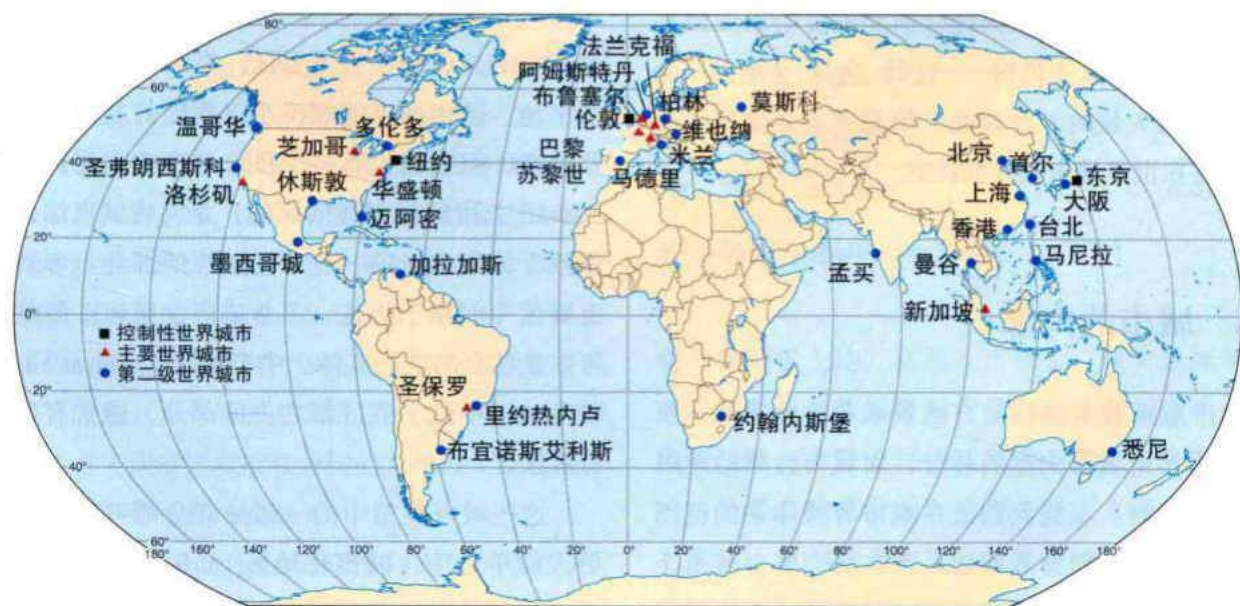 80°
80°
法兰克福
阿姆斯特丹
布鲁塞尔
柏林
莫斯科
60°
60°
温哥华
多伦多
伦敦
维也纳
芝加哥
纽约
巴黎
米兰
北京
首尔
40°
40°
圣弗朗西斯科
休斯敦
华盛顿
苏黎世
马德里
东京
洛杉矶
大阪
上海
迈阿密
香港
台北
20°
20°
墨西哥城
加拉加斯
孟买
曼谷
马尼拉
新加坡
0°
0°
控制性世界城市
主要世界城市
第二级世界城市
20°
20°
圣保罗
里约热内卢
约翰内斯堡
布宜诺斯艾利斯
悉尼
40°
40°
180°
160°
140°
120°
100°
80°
60°
40°
20°
0°
20°
40°
60°
80°
100°
120°
140°
160°
180°